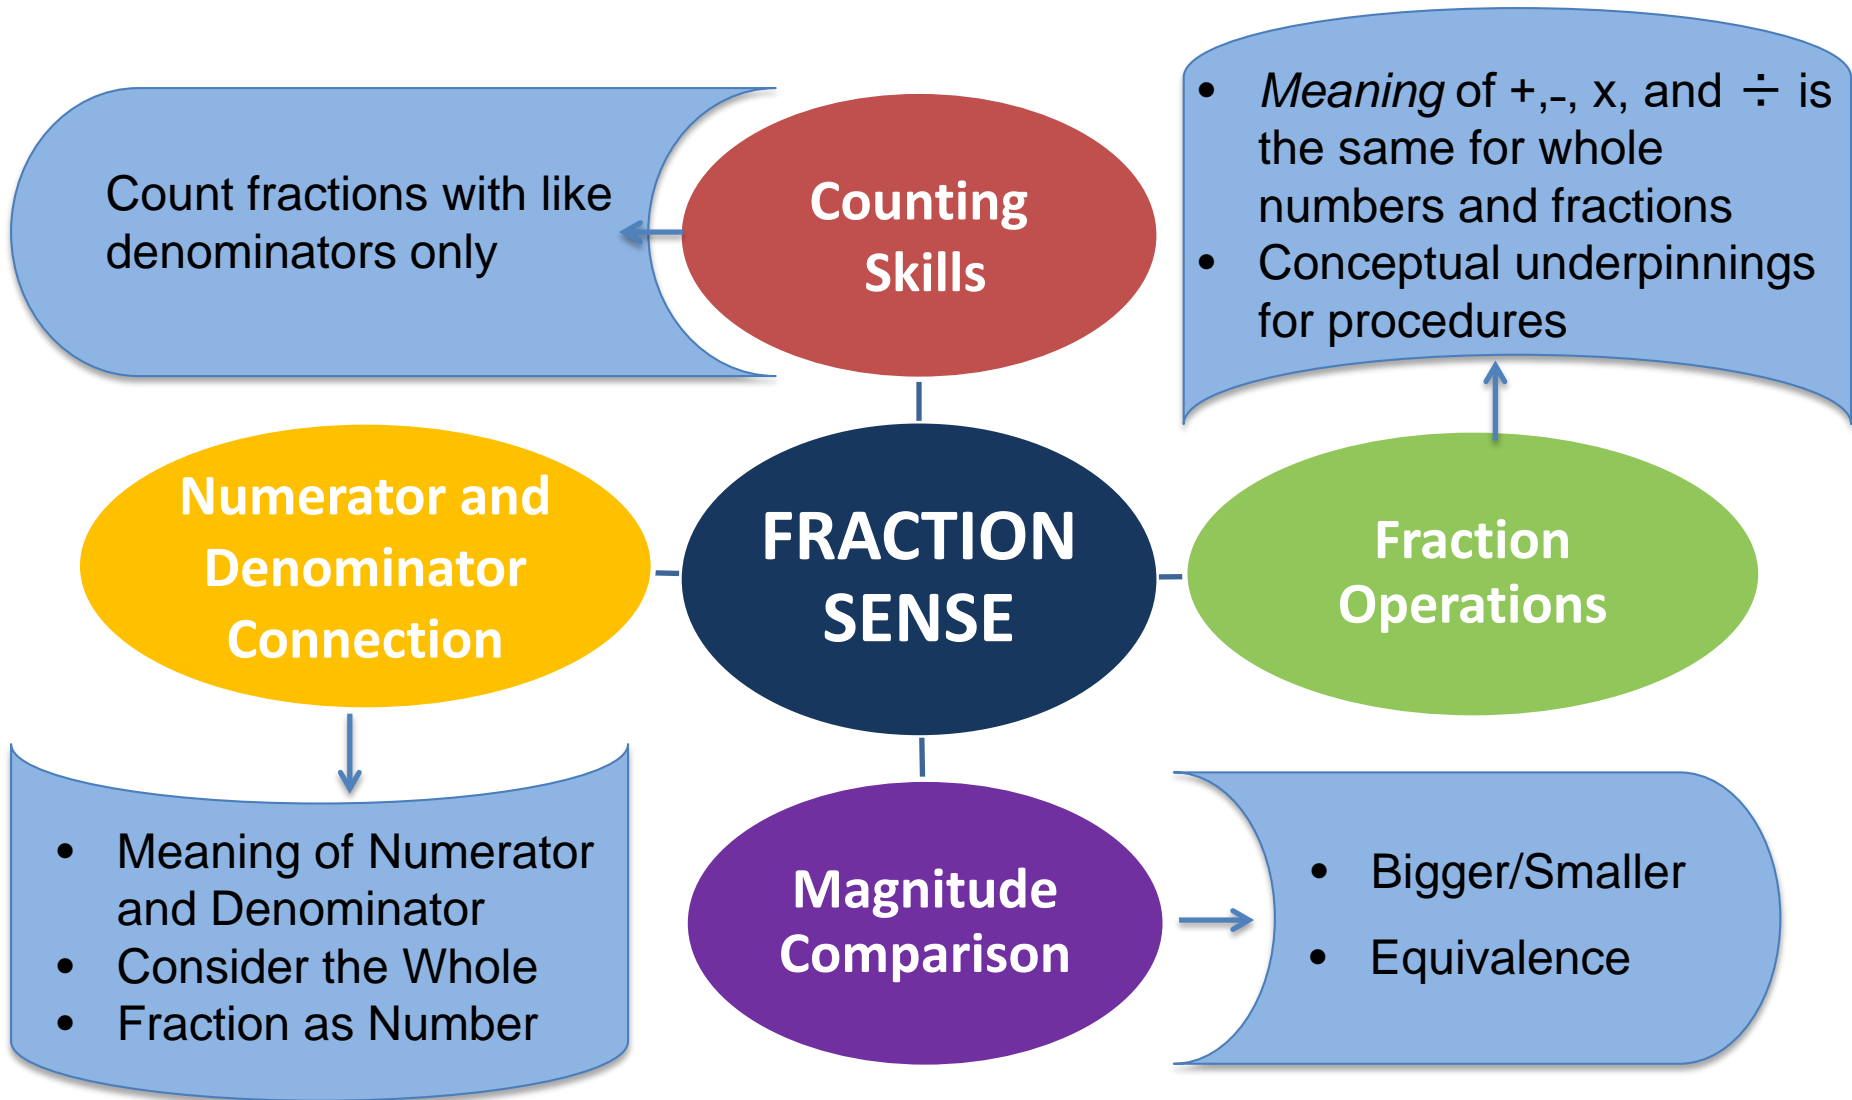 Count fractions with like
denominators only
Counting
Skills
• Meaning of +,-, x, and ÷ is
the same for whole
numbers and fractions
• Conceptual underpinnings
for procedures
Numerator and
Denominator
Connection
FRACTION
SENSE
Fraction
Operations
• Meaning of Numerator
and Denominator
• Consider the Whole
• Fraction as Number
Magnitude
Comparison
• Bigger/Smaller
• Equivalence